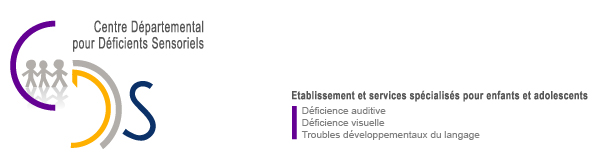 Centre Départemental
pour Déficients Sensoriels
CDS
Etablissement et services spécialisés pour enfants et adolescents
Déficience auditive
Déficience visuelle
Troubles développementaux du langage